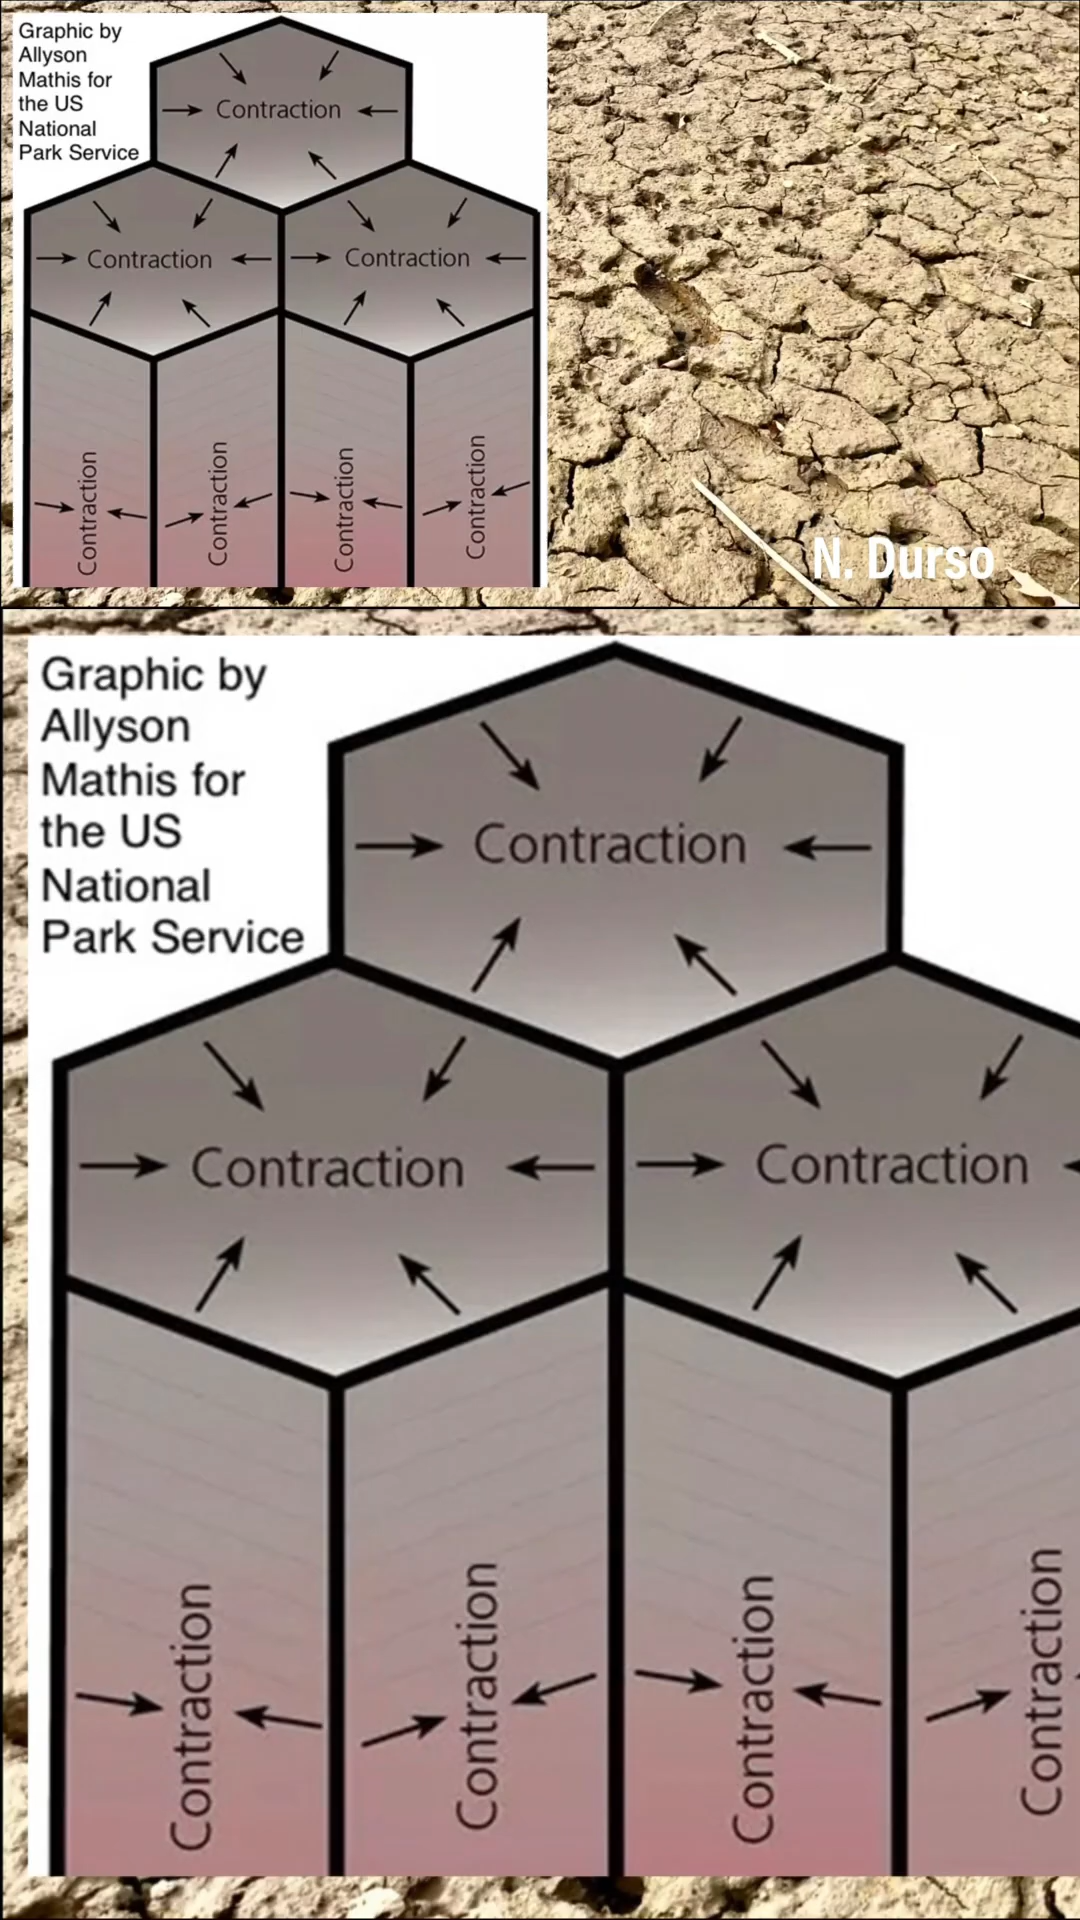 Graphic by
Allyson
Mathis for
the US
National
Park Service
Contraction
Contraction
Contraction
Contraction
Contraction
Contraction
Contraction
N. Durso
Graphic by
Allyson
Mathis for
the US
National
Park Service
Contraction
Contraction
Contraction
Contraction
Contraction
Contraction
Contraction